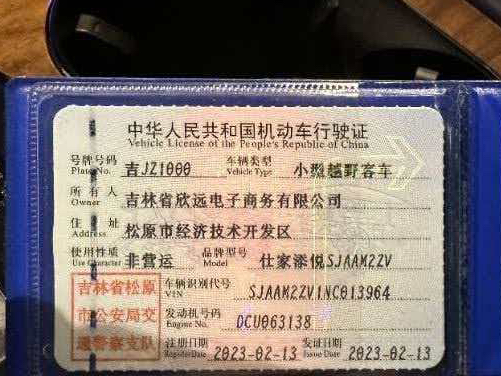 中华人民共和国机动车行驶证
Vehicle License of the People's Republic of China
号牌号码 吉JZ1000 车辆类型 小型越野客车
Plate No. Vehicle Type
所有人 吉林省欣远电子商务有限公司
Owner
住址 松原市经济技术开发区
Address
使用性质 非营运 品牌型号 仕家添悦SJAAM2ZV
Use Character Model
吉林省松原 车辆识别代号 SJAAM2ZV1NC013964
VIN
市公安局交 发动机号码 DCU063138
Engine No.
通警察支队 注册日期 2023-02-13 发证日期 2023-02-13
Register Date Issue Date